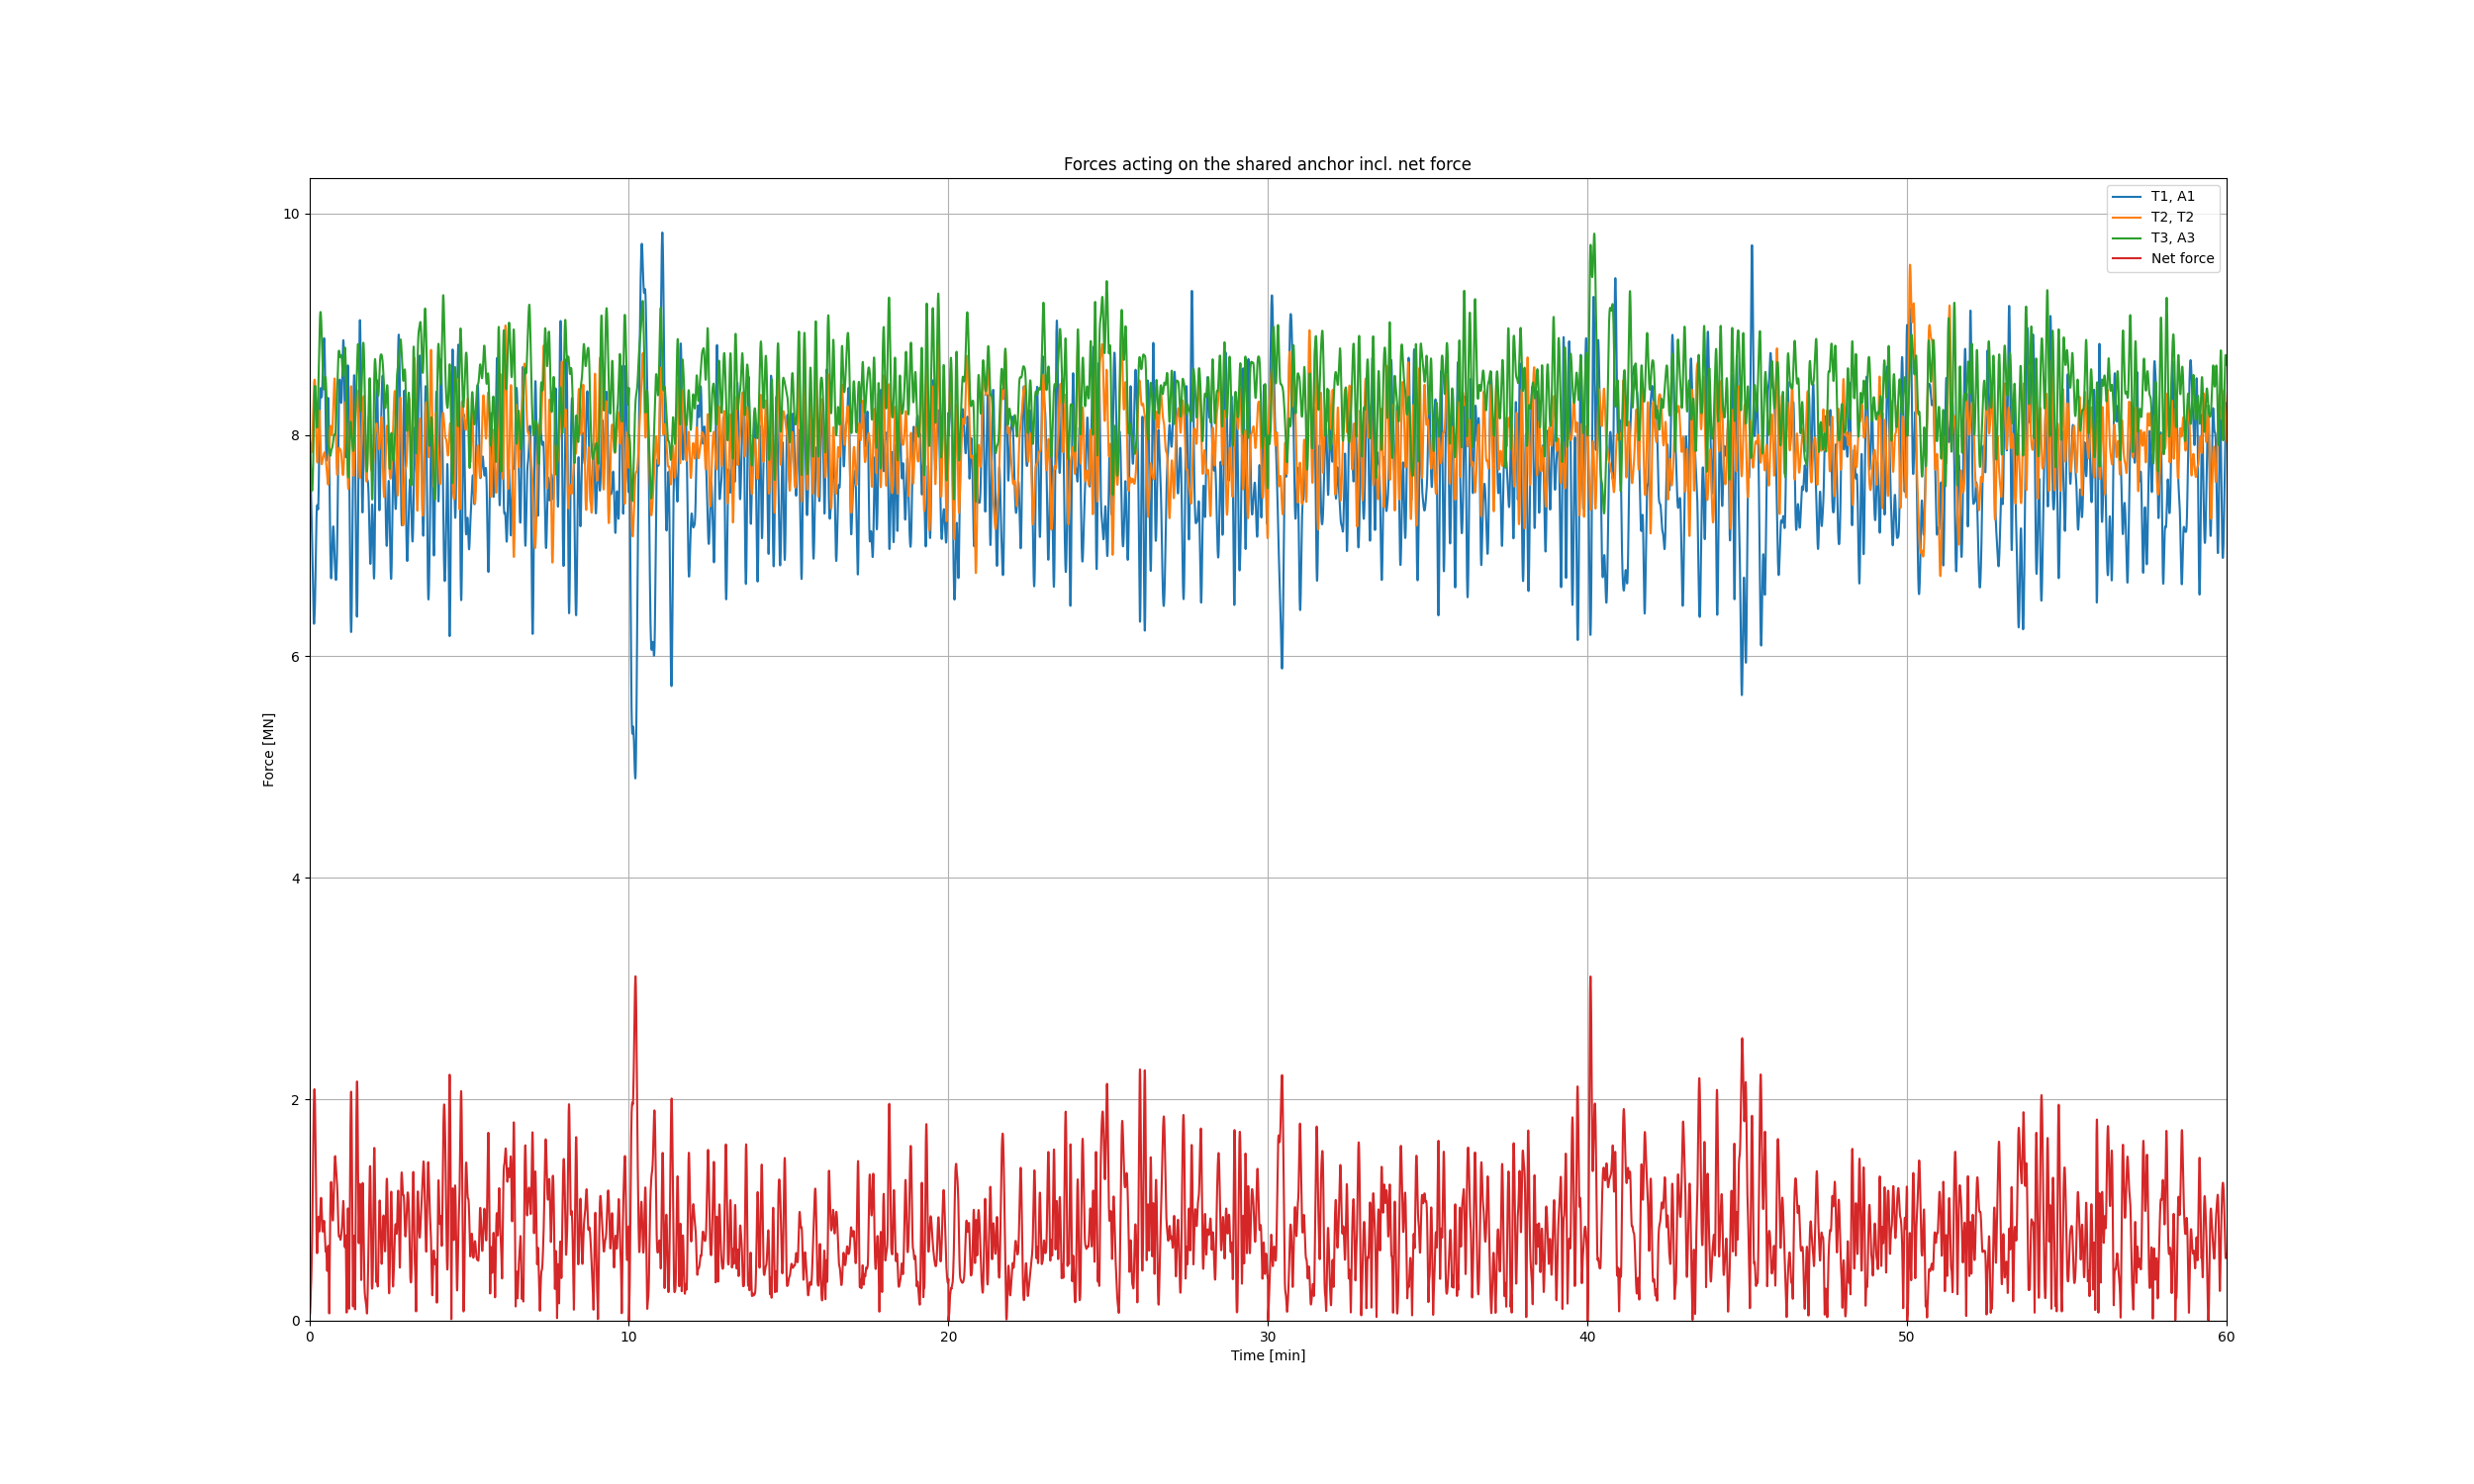 Forces acting on the shared anchor incl. net force
T1, A1
T2, T2
T3, A3
Net force
10
8
6
4
2
0
Force [MN]
0 10 20 30 40 50 60
Time [min]